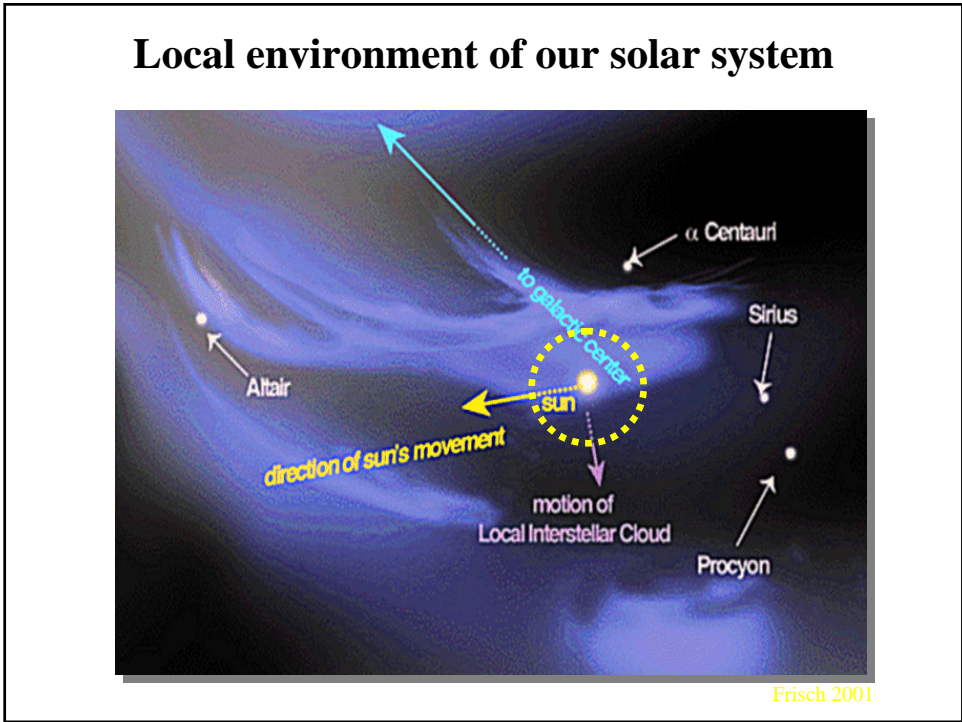 Local environment of our solar system
α Centauri
to galactic center
Sirius
Altair
sun
direction of sun's movement
motion of
Local Interstellar Cloud
Procyon
Frisch 2001